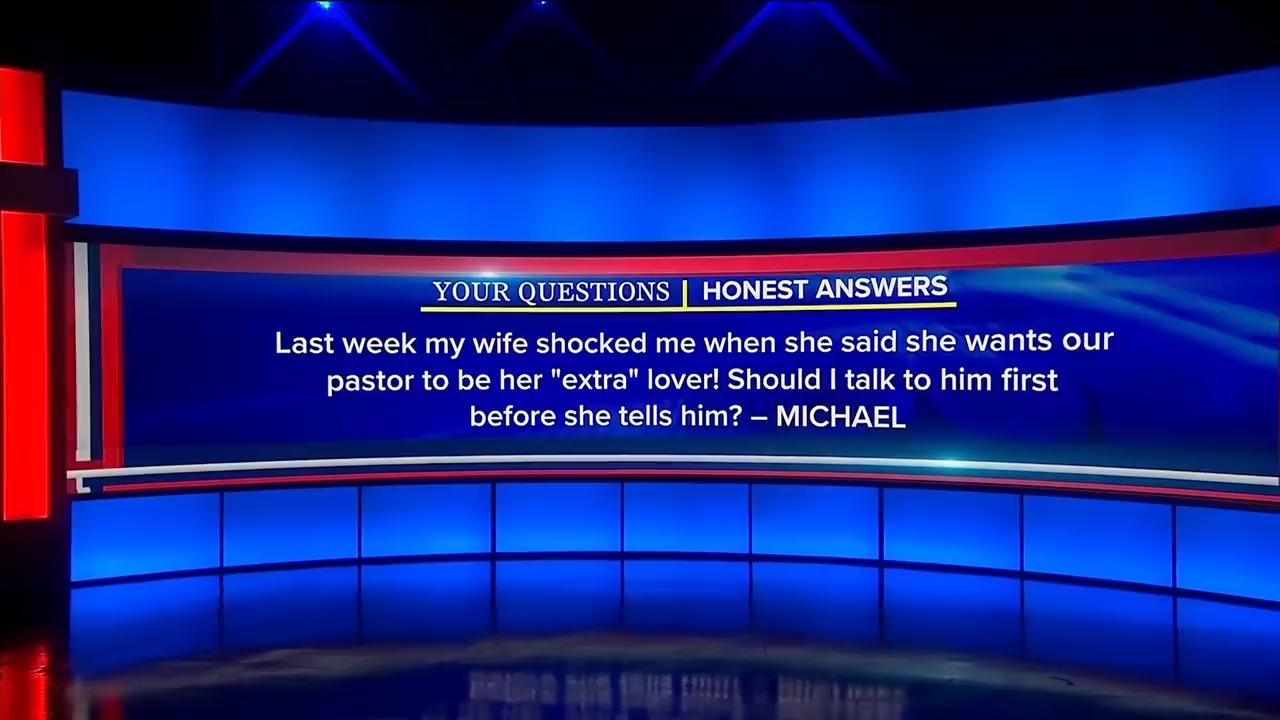 YOUR QUESTIONS | HONEST ANSWERS
Last week my wife shocked me when she said she wants our
pastor to be her "extra" lover! Should I talk to him first
before she tells him? – MICHAEL